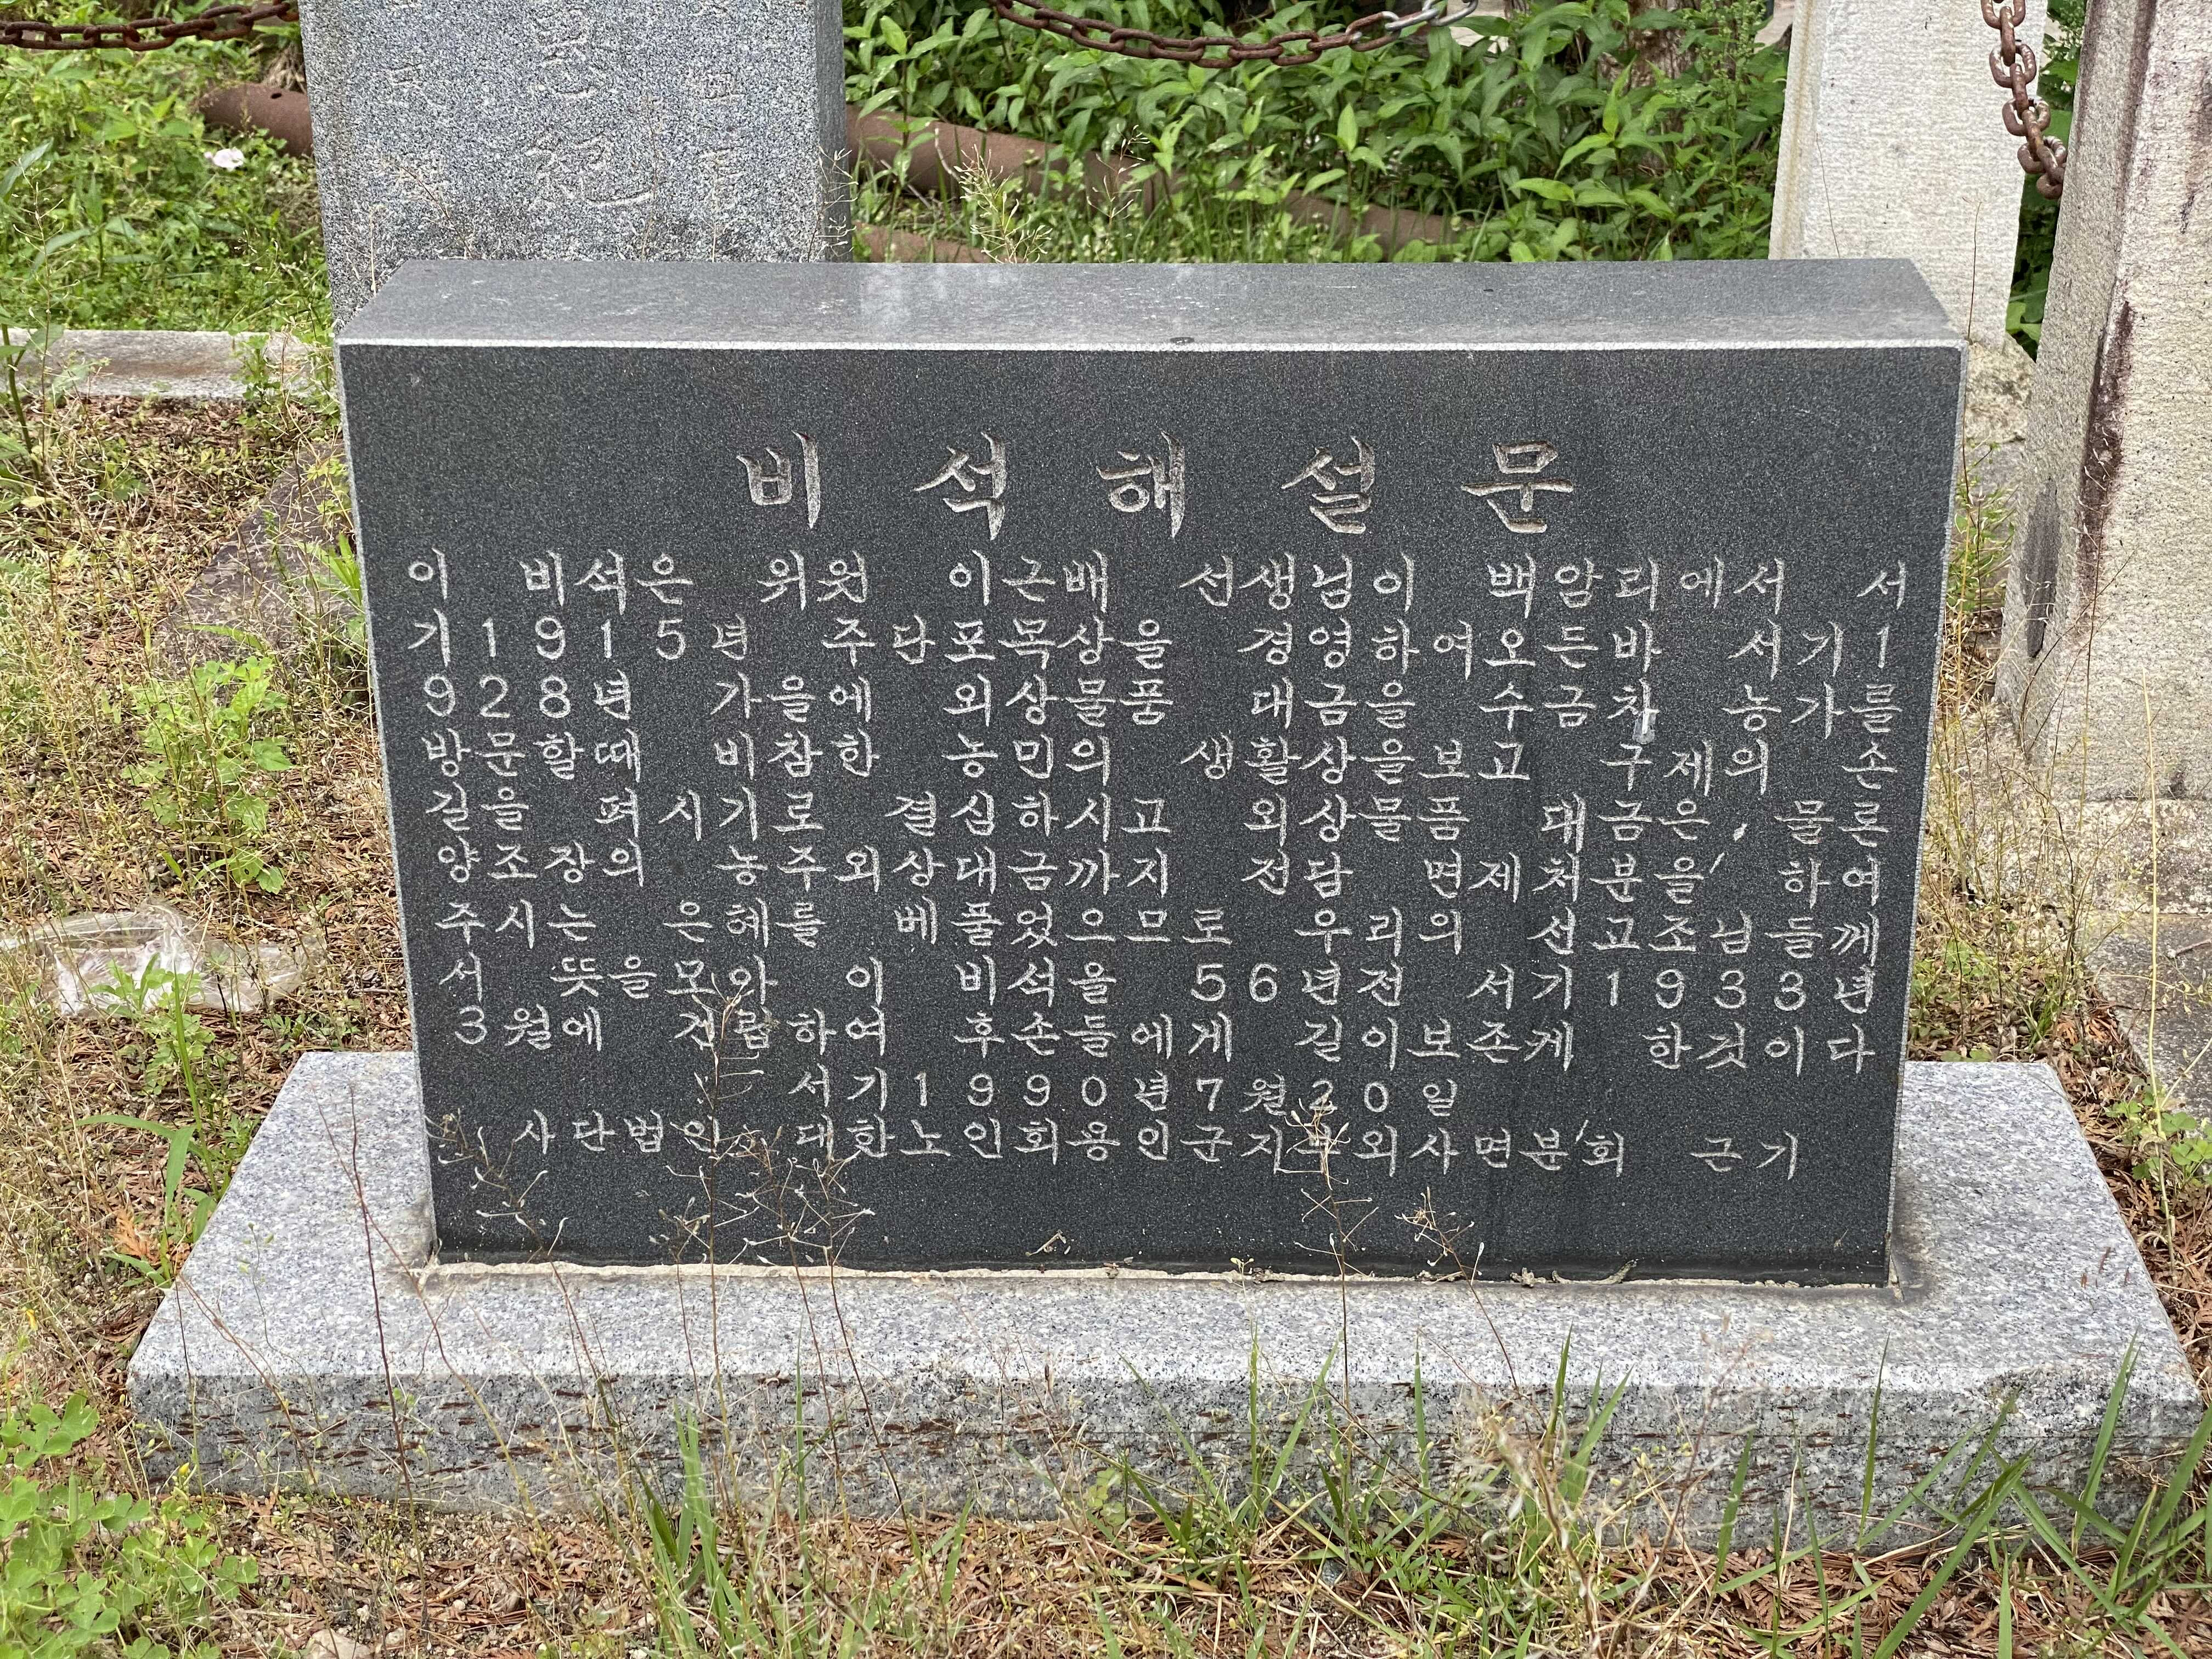 비석해설문
이 비석은 위원 이근배 선생님이 백암리에서 서
기1915년 주단포목상을 경영하여오든바 서기1
928년 가을에 외상물품 대금을 수금차 농가를
방문할때 비참한 농민의 생활상을보고 구제의 손
길을 펴시기로 결심하시고 외상물품 대금은, 물론
양조장의 농주외상대금까지 전담 면제처분을 하여
주시는 은혜를 베풀었으므로 우리의 선고조님들께
서 뜻을모와 이 비석을 56년전 서기1933년
3월에 건람하여 후손들에게 길이보존케 한것이다
서기1990년7월20일
사단법인 대한노인회용인군지부외사면분회 근기